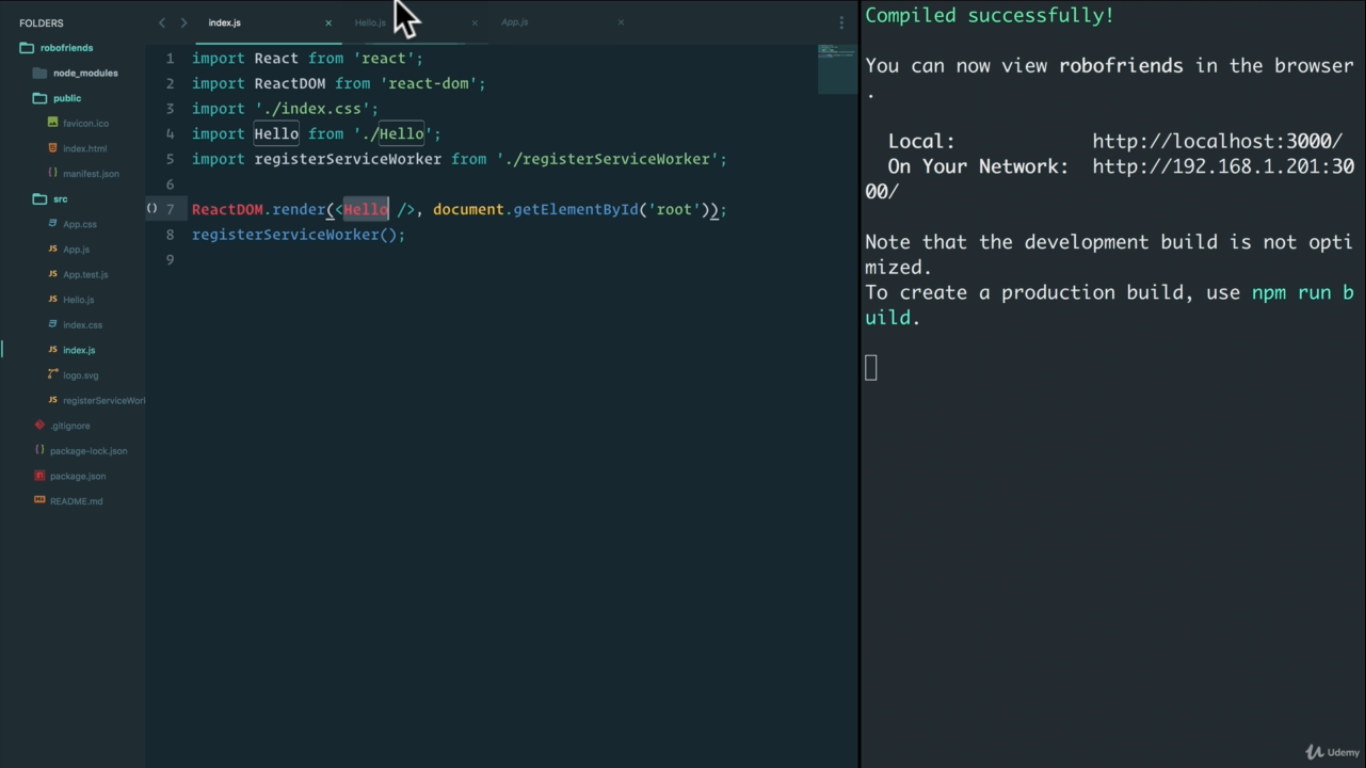 FOLDERS
robofriends
node_modules
public
favicon.ico
index.html
manifest.json
src
App.css
App.js
App.test.js
Hello.js
index.css
index.js
logo.svg
registerServiceWorl
.gitignore
package-lock.json
package.json
README.md
index.js
Hello.js
App.js
1 import React from 'react';
2 import ReactDOM from 'react-dom';
3 import './index.css';
4 import Hello from './Hello';
5 import registerServiceWorker from './registerServiceWorker';
6
7 ReactDOM.render(<Hello />, document.getElementById('root'));
8 registerServiceWorker();
9
Compiled successfully!
You can now view robofriends in the browser
.
Local: http://localhost:3000/
On Your Network: http://192.168.1.201:30
00/
Note that the development build is not opti
mized.
To create a production build, use npm run b
uild.
Udemy